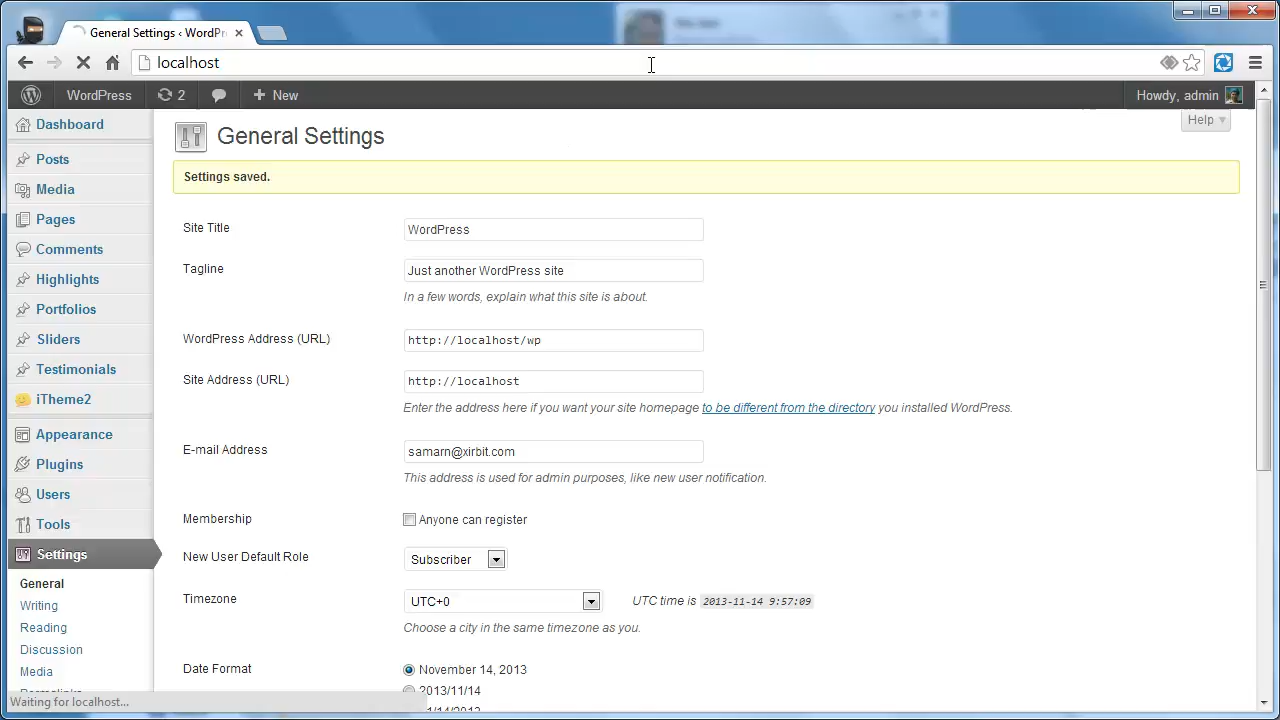 General Settings ‹ WordPr
localhost
WordPress 2 New Howdy, admin
Help
Dashboard
Posts
Media
Pages
Comments
Highlights
Portfolios
Sliders
Testimonials
iTheme2
Appearance
Plugins
Users
Tools
Settings
General
Writing
Reading
Discussion
Media
General Settings
Settings saved.
Site Title WordPress
Tagline Just another WordPress site
In a few words, explain what this site is about.
WordPress Address (URL) http://localhost/wp
Site Address (URL) http://localhost
Enter the address here if you want your site homepage to be different from the directory you installed WordPress.
E-mail Address samarn@xirbit.com
This address is used for admin purposes, like new user notification.
Membership Anyone can register
New User Default Role Subscriber
Timezone UTC+0 UTC time is 2013-11-14 9:57:09
Choose a city in the same timezone as you.
Date Format November 14, 2013
2013/11/14
Waiting for localhost...